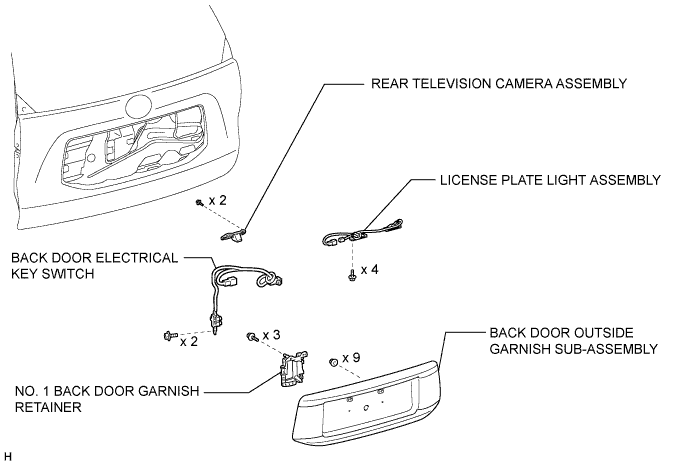 REAR TELEVISION CAMERA ASSEMBLY
LICENSE PLATE LIGHT ASSEMBLY
x 2
BACK DOOR ELECTRICAL
KEY SWITCH
x 4
x 2
x 3
x 9
BACK DOOR OUTSIDE
GARNISH SUB-ASSEMBLY
NO. 1 BACK DOOR GARNISH
RETAINER
H